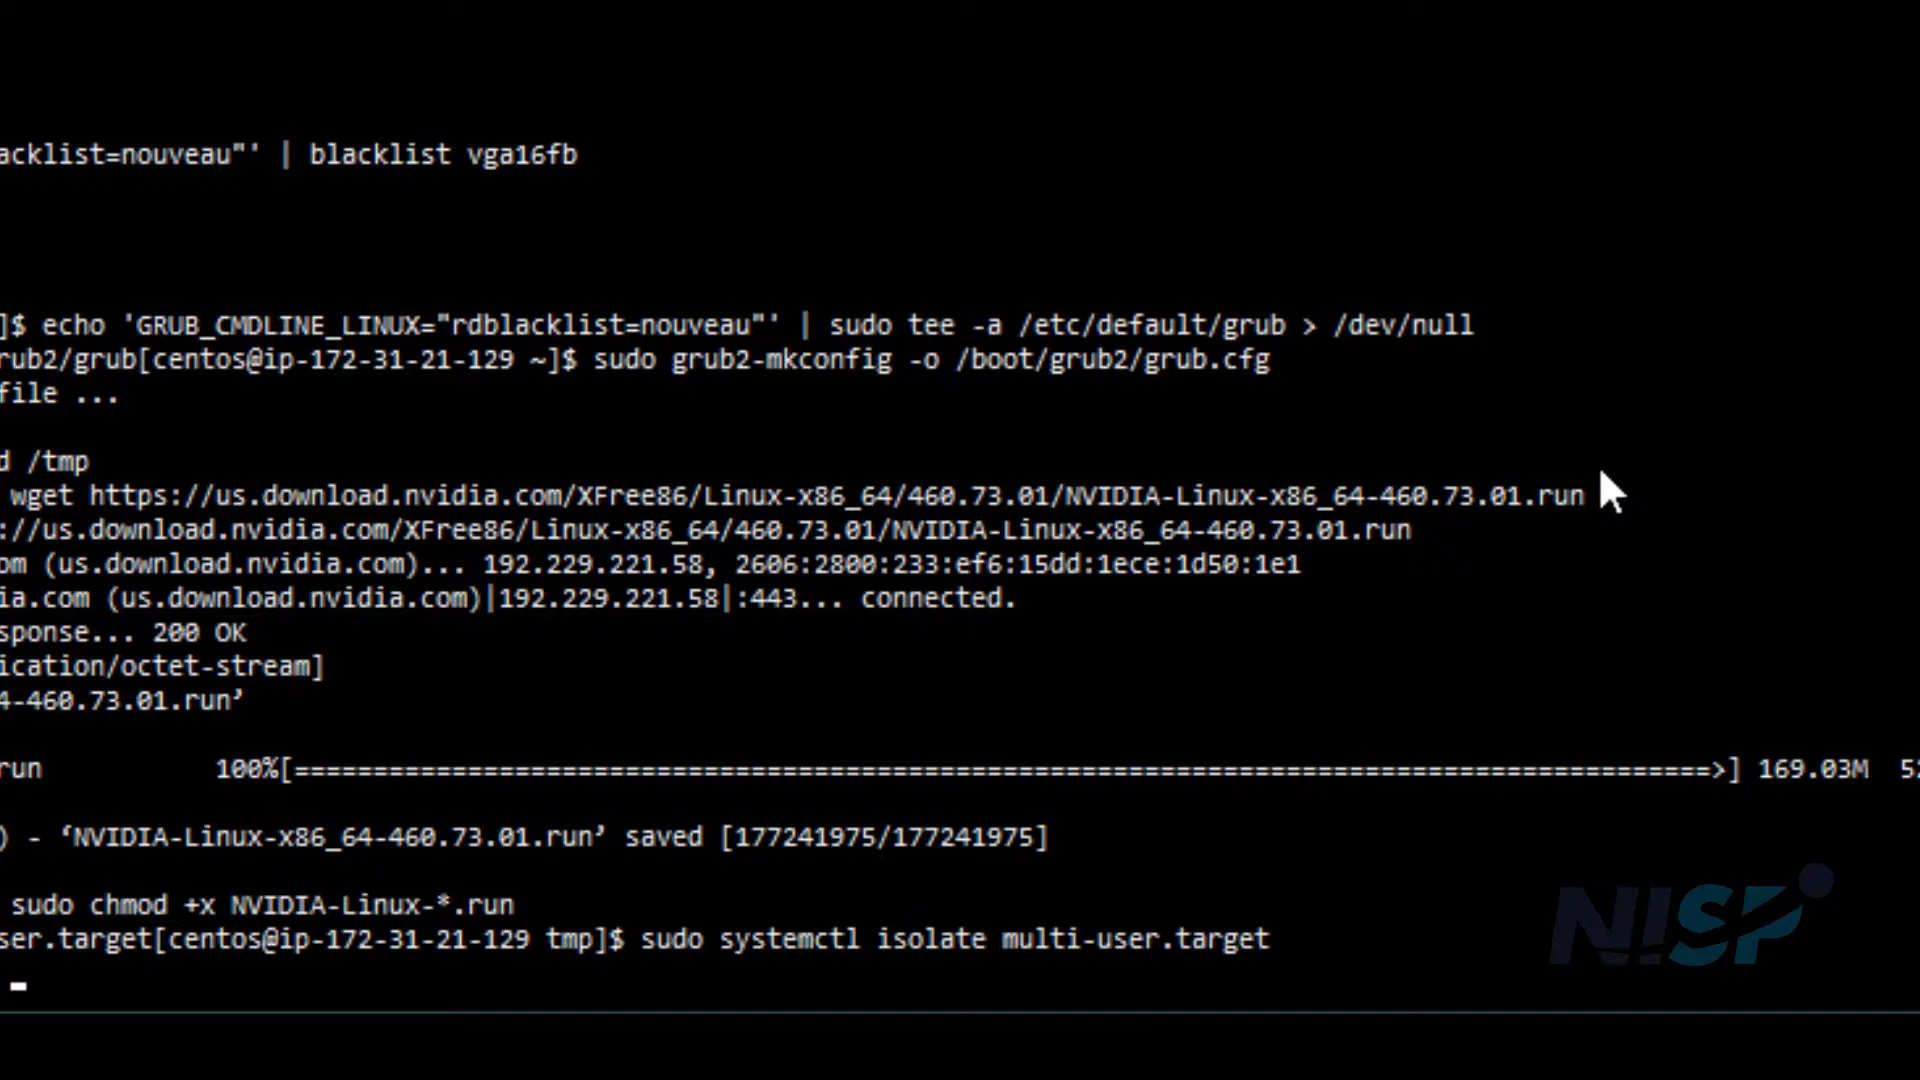 acklist=nouveau"' | blacklist vga16fb
]$ echo 'GRUB_CMDLINE_LINUX="rdblacklist=nouveau"' | sudo tee -a /etc/default/grub > /dev/null
rub2/grub[centos@ip-172-31-21-129 ~]$ sudo grub2-mkconfig -o /boot/grub2/grub.cfg
file ...
d /tmp
wget https://us.download.nvidia.com/XFree86/Linux-x86_64/460.73.01/NVIDIA-Linux-x86_64-460.73.01.run
://us.download.nvidia.com/XFree86/Linux-x86_64/460.73.01/NVIDIA-Linux-x86_64-460.73.01.run
om (us.download.nvidia.com)... 192.229.221.58, 2606:2800:233:ef6:15dd:1ece:1d50:1e1
ia.com (us.download.nvidia.com)|192.229.221.58|:443... connected.
sponse... 200 OK
ication/octet-stream]
4-460.73.01.run’
run 100%[===========================================================================================>] 169.03M 52
) - ‘NVIDIA-Linux-x86_64-460.73.01.run’ saved [177241975/177241975]
sudo chmod +x NVIDIA-Linux-*.run
ser.target[centos@ip-172-31-21-129 tmp]$ sudo systemctl isolate multi-user.target
NISP